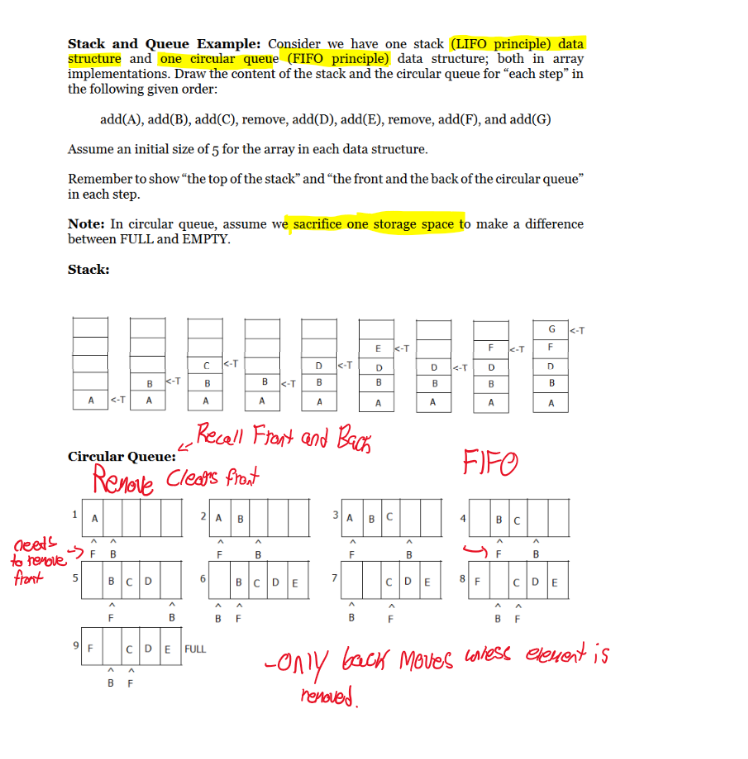 Stack and Queue Example: Consider we have one stack (LIFO principle) data
structure and one circular queue (FIFO principle) data structure; both in array
implementations. Draw the content of the stack and the circular queue for “each step” in
the following given order:
add(A), add(B), add(C), remove, add(D), add(E), remove, add(F), and add(G)
Assume an initial size of 5 for the array in each data structure.
Remember to show “the top of the stack” and “the front and the back of the circular queue”
in each step.
Note: In circular queue, assume we sacrifice one storage space to make a difference
between FULL and EMPTY.
Stack:
G <-T
E <-T F <-T F
C <-T D <-T D D <-T D D
B <-T B B <-T B B B B B
A <-T A A A A A A A A
Recall Front and Back
Circular Queue:
FIFO
Remove Clears front
1 A 2 A B 3 A B C 4 B C
^ ^ ^ ^ ^ ^ ^ ^
needs to remove front
F B F B F B F B
5 B C D 6 B C D E 7 C D E 8 F C D E
^ ^ ^ ^ ^ ^ ^ ^
F B B F B F B F
9 F C D E FULL
^ ^
B F
-Only back moves unless element is
removed.